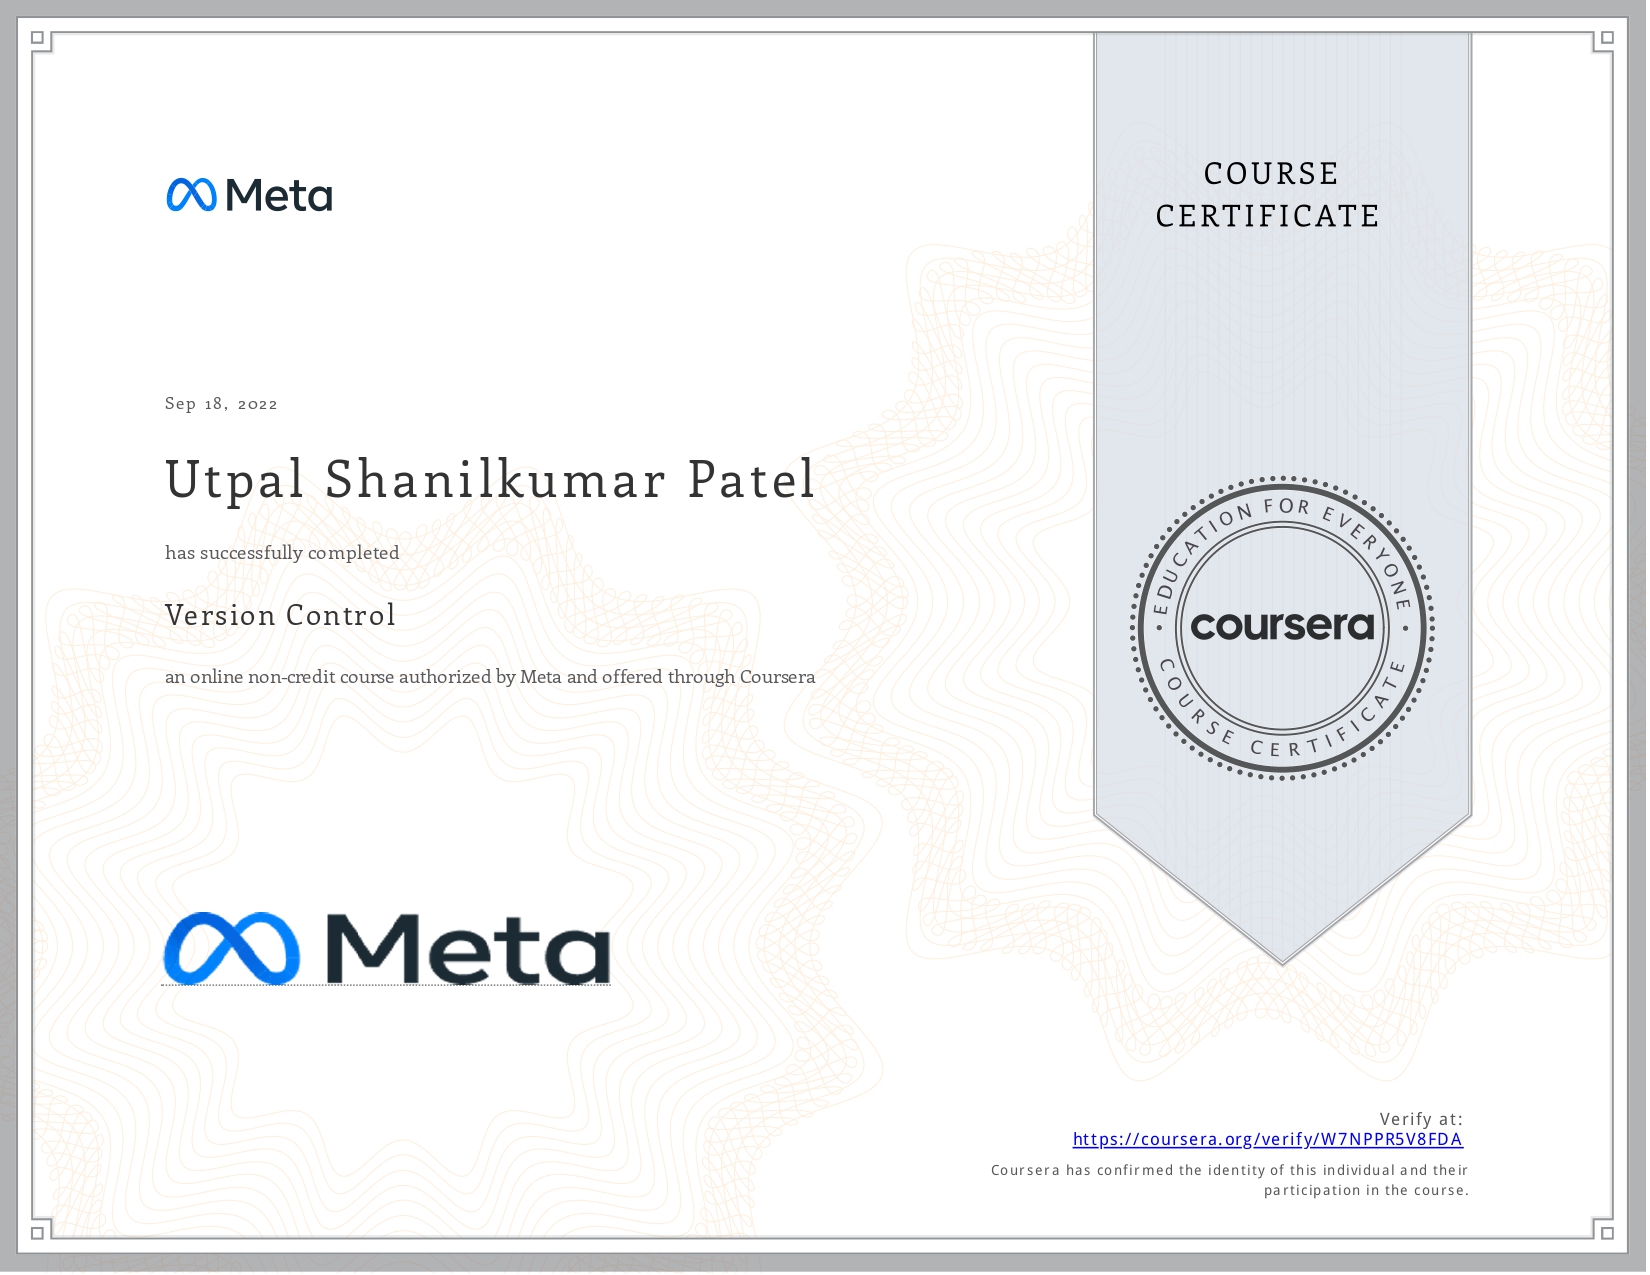 Meta
COURSE
CERTIFICATE
Sep 18, 2022
Utpal Shanilkumar Patel
has successfully completed
Version Control
an online non-credit course authorized by Meta and offered through Coursera
EDUCATION FOR EVERYONE
coursera
COURSE CERTIFICATE
Meta
Verify at:
https://coursera.org/verify/W7NPPR5V8FDA
Coursera has confirmed the identity of this individual and their
participation in the course.